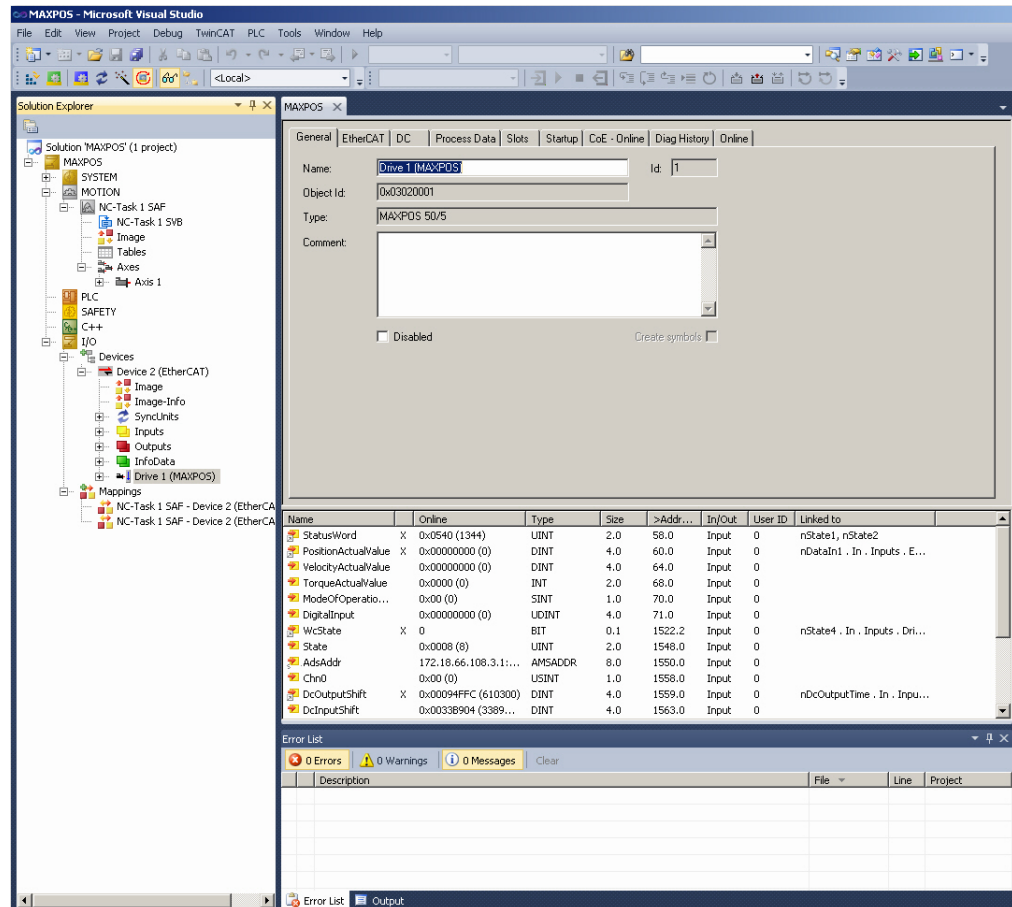 MAXPOS - Microsoft Visual Studio
File Edit View Project Debug TwinCAT PLC Tools Window Help
<Local>
Solution Explorer
Solution 'MAXPOS' (1 project)
MAXPOS
SYSTEM
MOTION
NC-Task 1 SAF
NC-Task 1 SVB
Image
Tables
Axes
Axis 1
PLC
SAFETY
C++
I/O
Devices
Device 2 (EtherCAT)
Image
Image-Info
SyncUnits
Inputs
Outputs
InfoData
Drive 1 (MAXPOS)
Mappings
NC-Task 1 SAF - Device 2 (EtherCA
NC-Task 1 SAF - Device 2 (EtherCA
MAXPOS
General EtherCAT DC Process Data Slots Startup CoE - Online Diag History Online
Name: Drive 1 (MAXPOS) Id: 1
Object Id: 0x03020001
Type: MAXPOS 50/5
Comment:
Disabled Create symbols
Name Online Type Size >Addr... In/Out User ID Linked to
StatusWord X 0x0540 (1344) UINT 2.0 58.0 Input 0 nState1, nState2
PositionActualValue X 0x00000000 (0) DINT 4.0 60.0 Input 0 nDataIn1 . In . Inputs . E...
VelocityActualValue 0x00000000 (0) DINT 4.0 64.0 Input 0
TorqueActualValue 0x0000 (0) INT 2.0 68.0 Input 0
ModeOfOperatio... 0x00 (0) SINT 1.0 70.0 Input 0
DigitalInput 0x00000000 (0) UDINT 4.0 71.0 Input 0
WcState X 0 BIT 0.1 1522.2 Input 0 nState4 . In . Inputs . Dri...
State 0x0008 (8) UINT 2.0 1548.0 Input 0
AdsAddr 172.18.66.108.3.1:... AMSADDR 8.0 1550.0 Input 0
Chn0 0x00 (0) USINT 1.0 1558.0 Input 0
DcOutputShift X 0x00094FFC (610300) DINT 4.0 1559.0 Input 0 nDcOutputTime . In . Inpu...
DcInputShift 0x0033B904 (3389... DINT 4.0 1563.0 Input 0
Error List
0 Errors 0 Warnings 0 Messages Clear
Description File Line Project
Error List Output